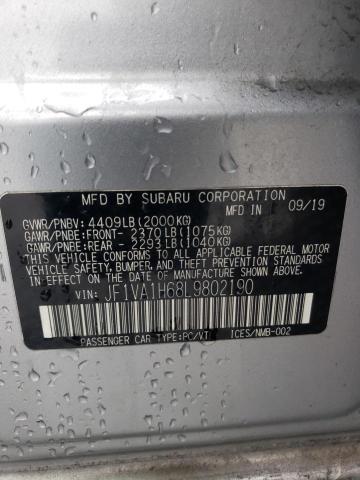 MFD BY SUBARU CORPORATION
GVWR/PNBV: 4409LB(2000KG) MFD IN 09/19
GAWR/PNBE:FRONT- 2370LB(1075KG)
GAWR/PNBE:REAR - 2293LB(1040KG)
THIS VEHICLE CONFORMS TO ALL APPLICABLE FEDERAL MOTOR
VEHICLE SAFETY, BUMPER, AND THEFT PREVENTION STANDARDS
IN EFFECT ON THE DATE OF MANUFACTURE SHOWN ABOVE.
VIN: JF1VA1H68L9802190
PASSENGER CAR TYPE:PC/VT ICES/NMB-002